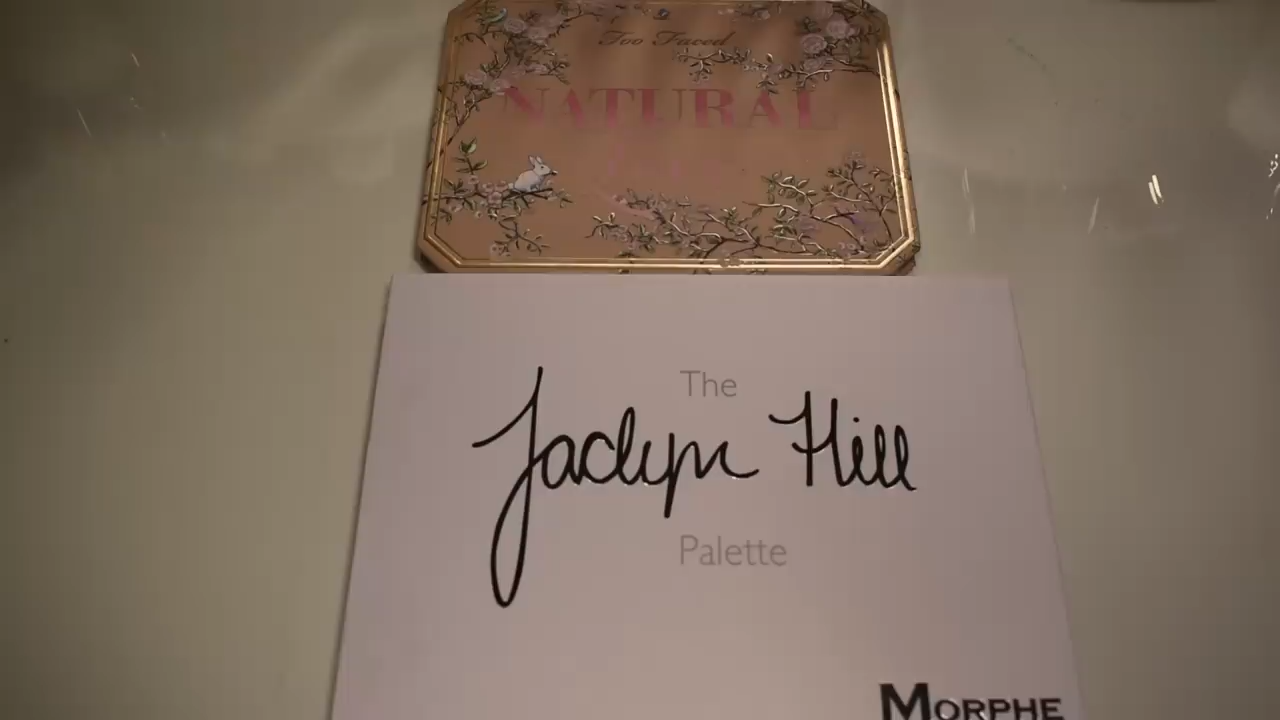 Too Faced
NATURAL
The
Jaclyn Hill
Palette
MORPHE